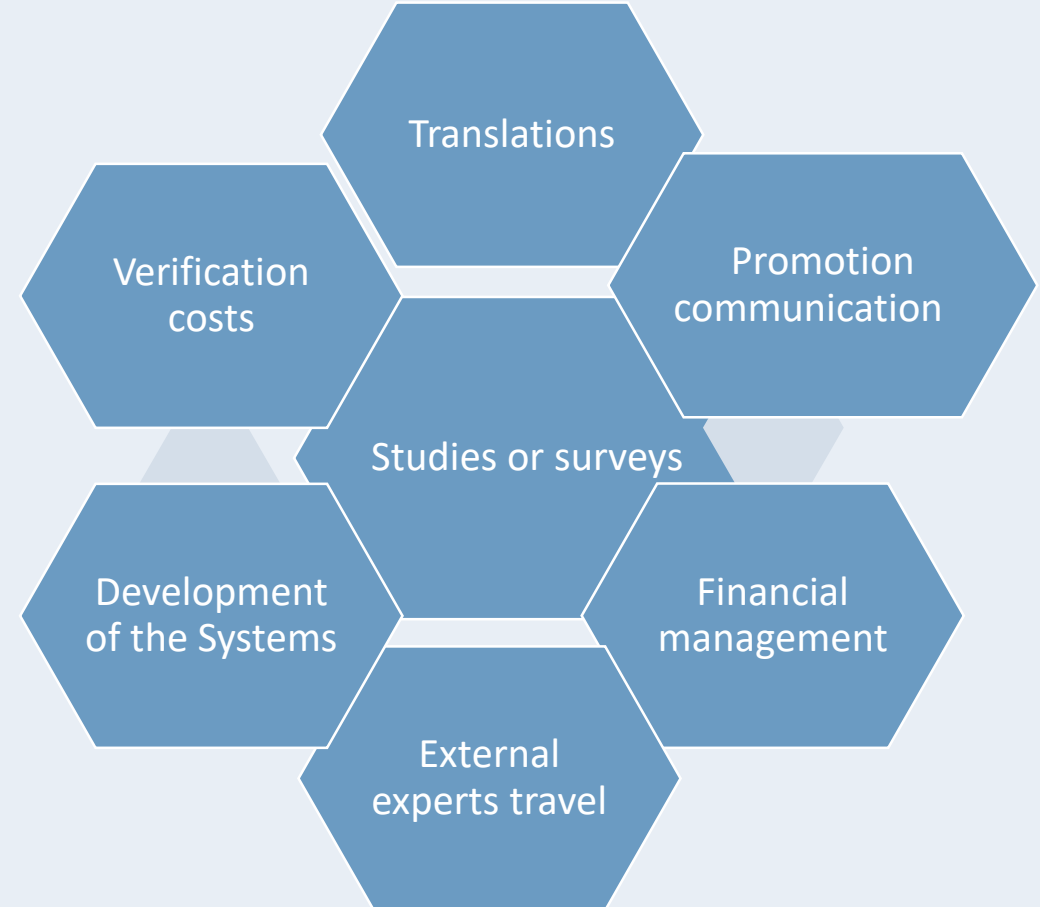 Translations
Promotion
communication
Verification
costs
Studies or surveys
Development
of the Systems
Financial
management
External
experts travel